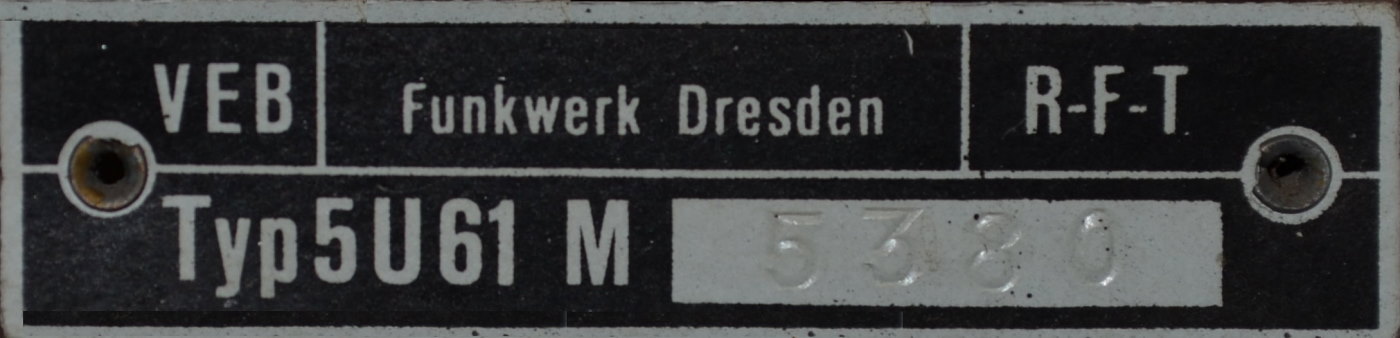 VEB Funkwerk Dresden R-F-T
Typ 5U61 M 5380